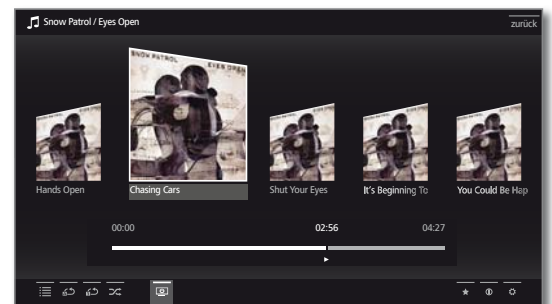 Snow Patrol / Eyes Open
zurück
SNOW PATROL EYES OPEN
Hands Open
Chasing Cars
Shut Your Eyes
It's Beginning To
You Could Be Hap
00:00
02:56
04:27